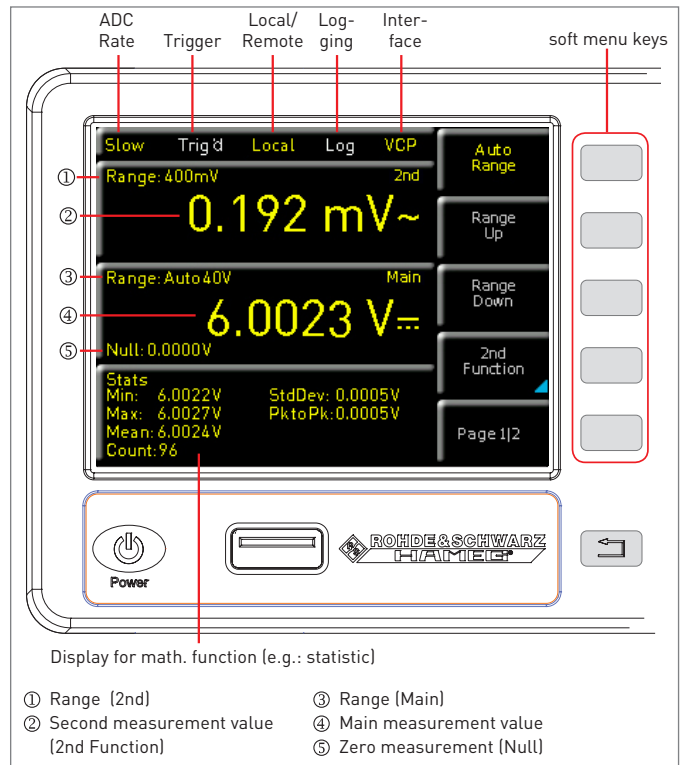 ADC Rate
Trigger
Local/ Remote
Log- ging
Inter- face
soft menu keys
Slow Trig'd Local Log VCP
Auto Range
① Range: 400mV 2nd
② 0.192 mV~
Range Up
③ Range: Auto 40V Main
Range Down
④ 6.0023 V⎓
⑤ Null: 0.0000V
2nd Function
Stats
Min: 6.0022V StdDev: 0.0005V
Max: 6.0027V PktoPk: 0.0005V
Mean: 6.0024V
Count: 96
Page 1|2
Power
ROHDE&SCHWARZ
HAMEG®
Display for math. function (e.g.: statistic)
① Range (2nd)
② Second measurement value
(2nd Function)
③ Range (Main)
④ Main measurement value
⑤ Zero measurement (Null)